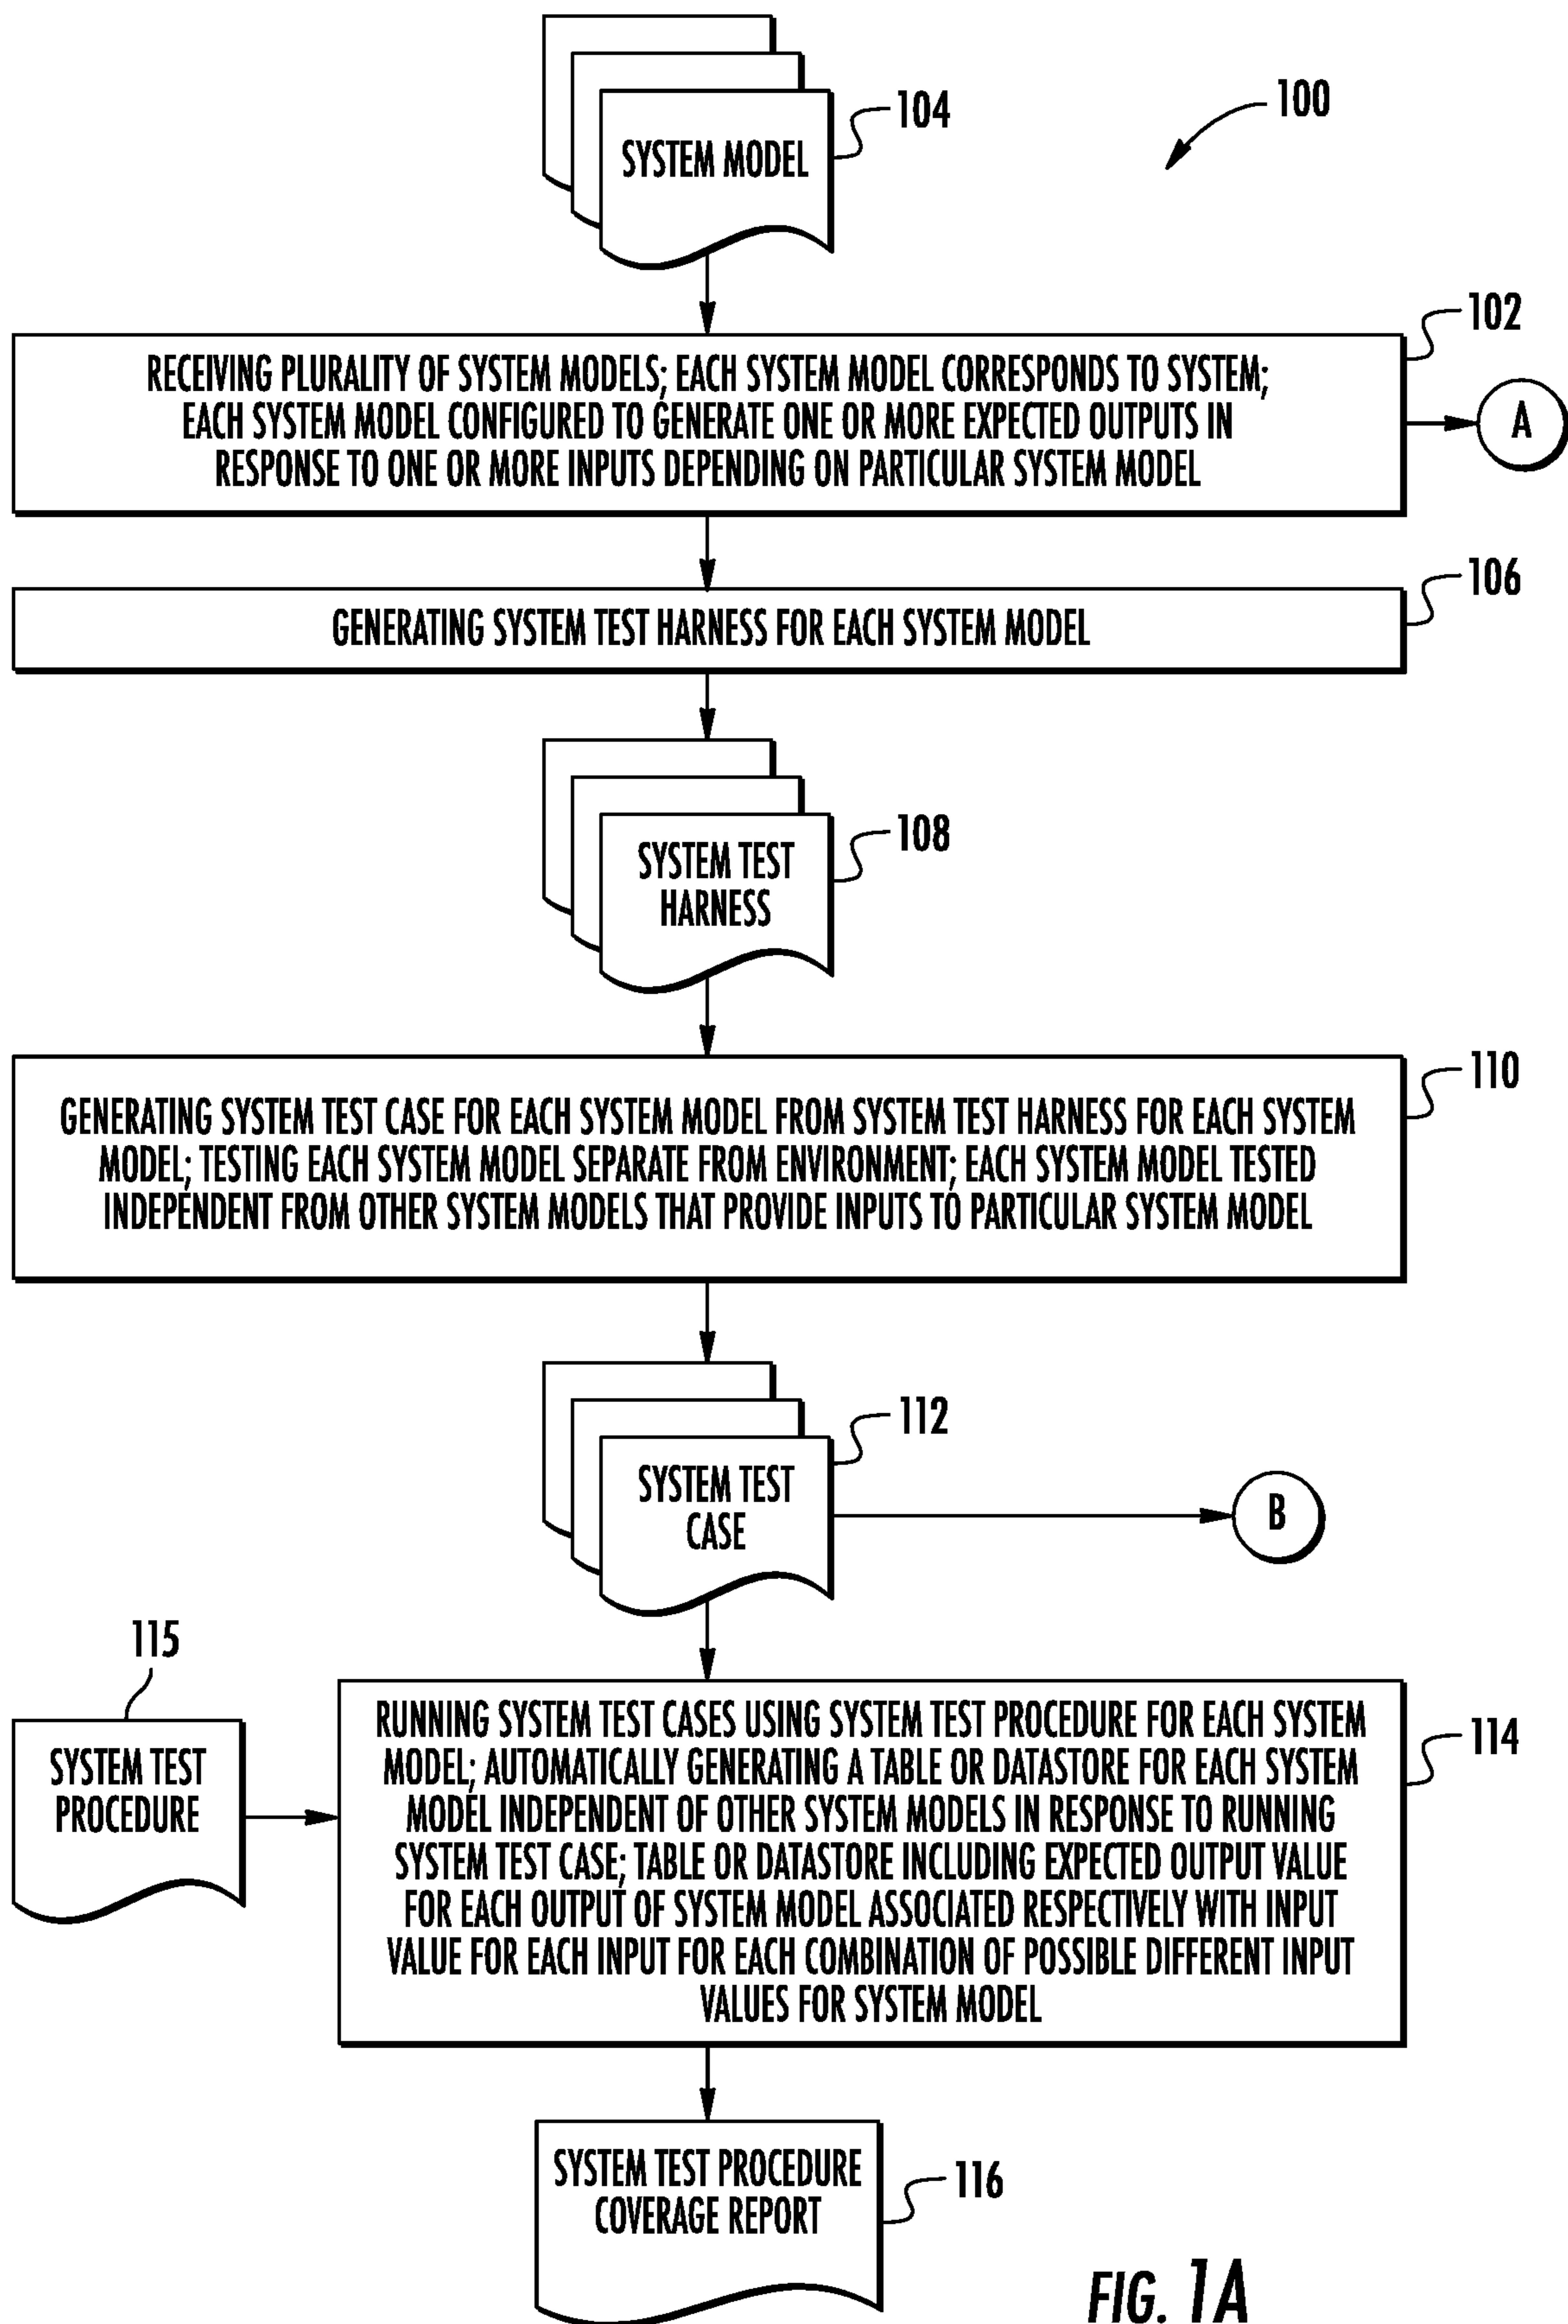 100
SYSTEM MODEL
104
102
RECEIVING PLURALITY OF SYSTEM MODELS; EACH SYSTEM MODEL CORRESPONDS TO SYSTEM;
EACH SYSTEM MODEL CONFIGURED TO GENERATE ONE OR MORE EXPECTED OUTPUTS IN
RESPONSE TO ONE OR MORE INPUTS DEPENDING ON PARTICULAR SYSTEM MODEL
A
106
GENERATING SYSTEM TEST HARNESS FOR EACH SYSTEM MODEL
108
SYSTEM TEST
HARNESS
110
GENERATING SYSTEM TEST CASE FOR EACH SYSTEM MODEL FROM SYSTEM TEST HARNESS FOR EACH SYSTEM
MODEL; TESTING EACH SYSTEM MODEL SEPARATE FROM ENVIRONMENT; EACH SYSTEM MODEL TESTED
INDEPENDENT FROM OTHER SYSTEM MODELS THAT PROVIDE INPUTS TO PARTICULAR SYSTEM MODEL
112
SYSTEM TEST
CASE
B
115
SYSTEM TEST
PROCEDURE
114
RUNNING SYSTEM TEST CASES USING SYSTEM TEST PROCEDURE FOR EACH SYSTEM
MODEL; AUTOMATICALLY GENERATING A TABLE OR DATASTORE FOR EACH SYSTEM
MODEL INDEPENDENT OF OTHER SYSTEM MODELS IN RESPONSE TO RUNNING
SYSTEM TEST CASE; TABLE OR DATASTORE INCLUDING EXPECTED OUTPUT VALUE
FOR EACH OUTPUT OF SYSTEM MODEL ASSOCIATED RESPECTIVELY WITH INPUT
VALUE FOR EACH INPUT FOR EACH COMBINATION OF POSSIBLE DIFFERENT INPUT
VALUES FOR SYSTEM MODEL
SYSTEM TEST PROCEDURE
COVERAGE REPORT
116
FIG. 1A